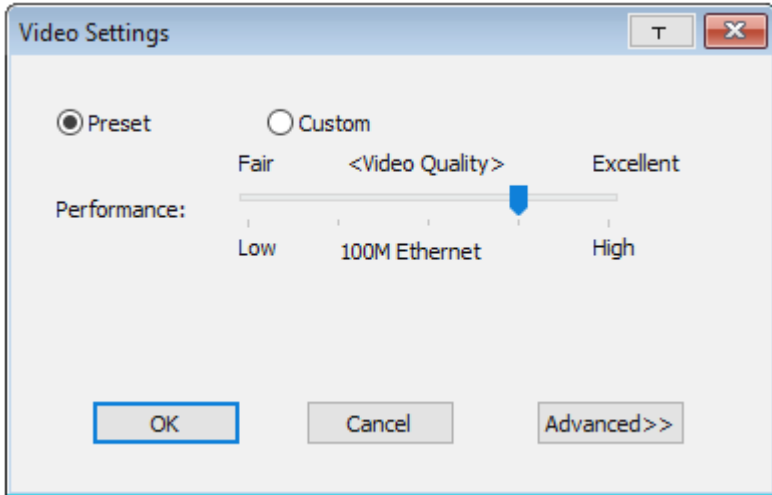 Video Settings
Preset Custom
Fair <Video Quality> Excellent
Performance:
Low 100M Ethernet High
OK Cancel Advanced>>